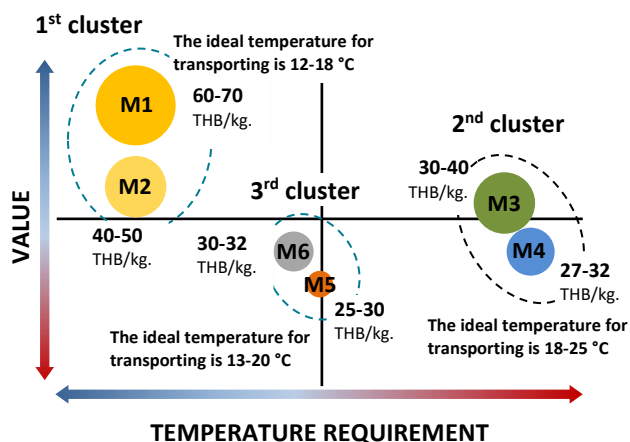 1st cluster
The ideal temperature for
transporting is 12-18 °C
M1
60-70
THB/kg.
2nd cluster
M2
3rd cluster
30-40
THB/kg.
M3
40-50
THB/kg.
30-32
THB/kg.
M6
M4
M5
27-32
THB/kg.
25-30
THB/kg.
The ideal temperature for
transporting is 13-20 °C
The ideal temperature for
transporting is 18-25 °C
VALUE
TEMPERATURE REQUIREMENT